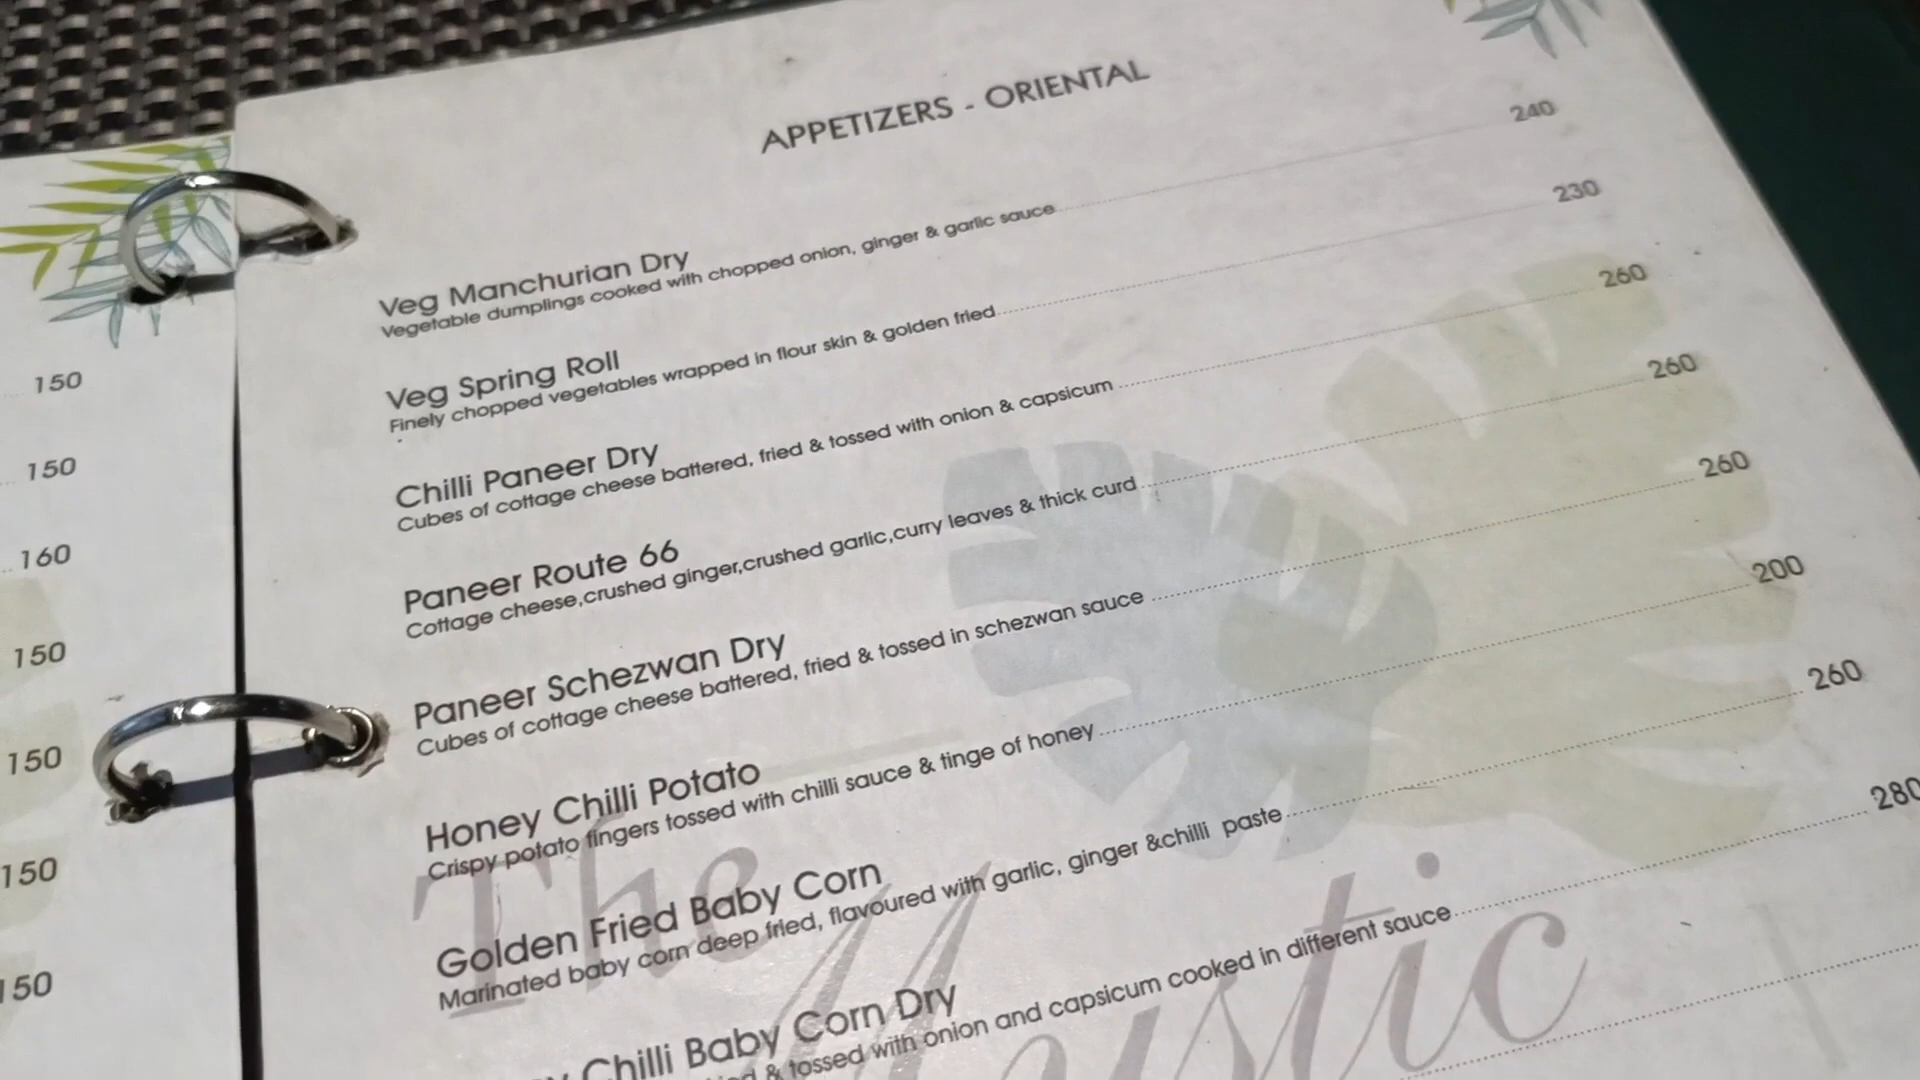 150
150
160
150
150
150
150
APPETIZERS - ORIENTAL
Veg Manchurian Dry
Vegetable dumplings cooked with chopped onion, ginger & garlic sauce 240
Veg Spring Roll
Finely chopped vegetables wrapped in flour skin & golden fried 230
Chilli Paneer Dry
Cubes of cottage cheese battered, fried & tossed with onion & capsicum 260
Paneer Route 66
Cottage cheese,crushed ginger,crushed garlic,curry leaves & thick curd 260
Paneer Schezwan Dry
Cubes of cottage cheese battered, fried & tossed in schezwan sauce 260
Honey Chilli Potato
Crispy potato fingers tossed with chilli sauce & tinge of honey 200
Golden Fried Baby Corn
Marinated baby corn deep fried, flavoured with garlic, ginger &chilli paste 260
Chilli Baby Corn Dry
& tossed with onion and capsicum cooked in different sauce 280
The Mystic